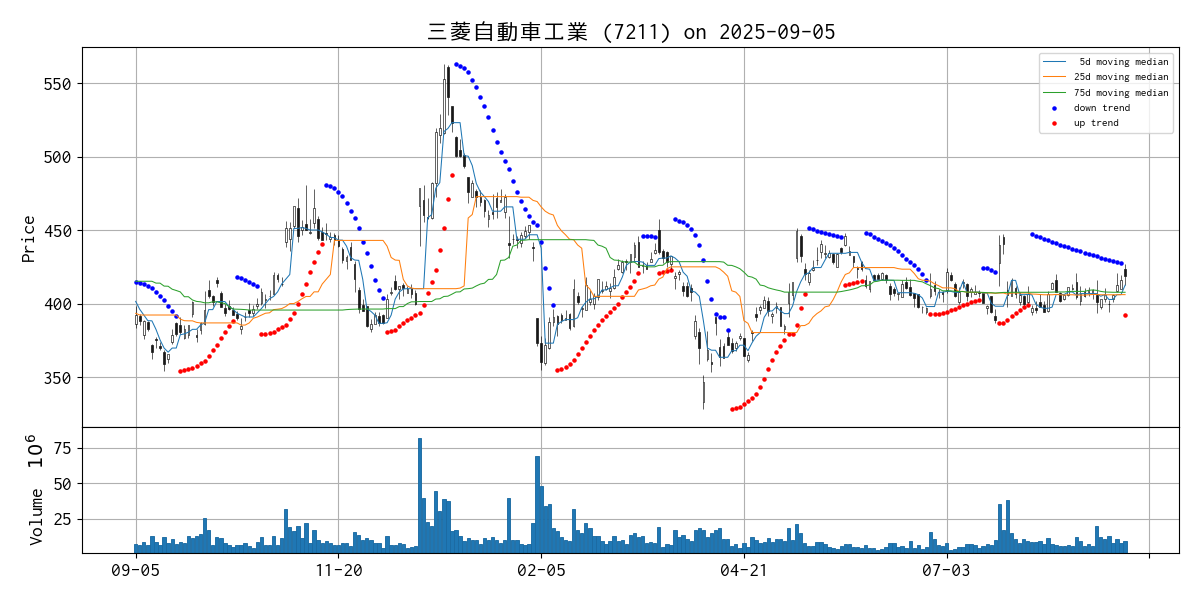 三菱自動車工業 (7211) on 2025-09-05
Price
550
500
450
400
350
5d moving median
25d moving median
75d moving median
down trend
up trend
Volume 10^6
75
50
25
09-05
11-20
02-05
04-21
07-03